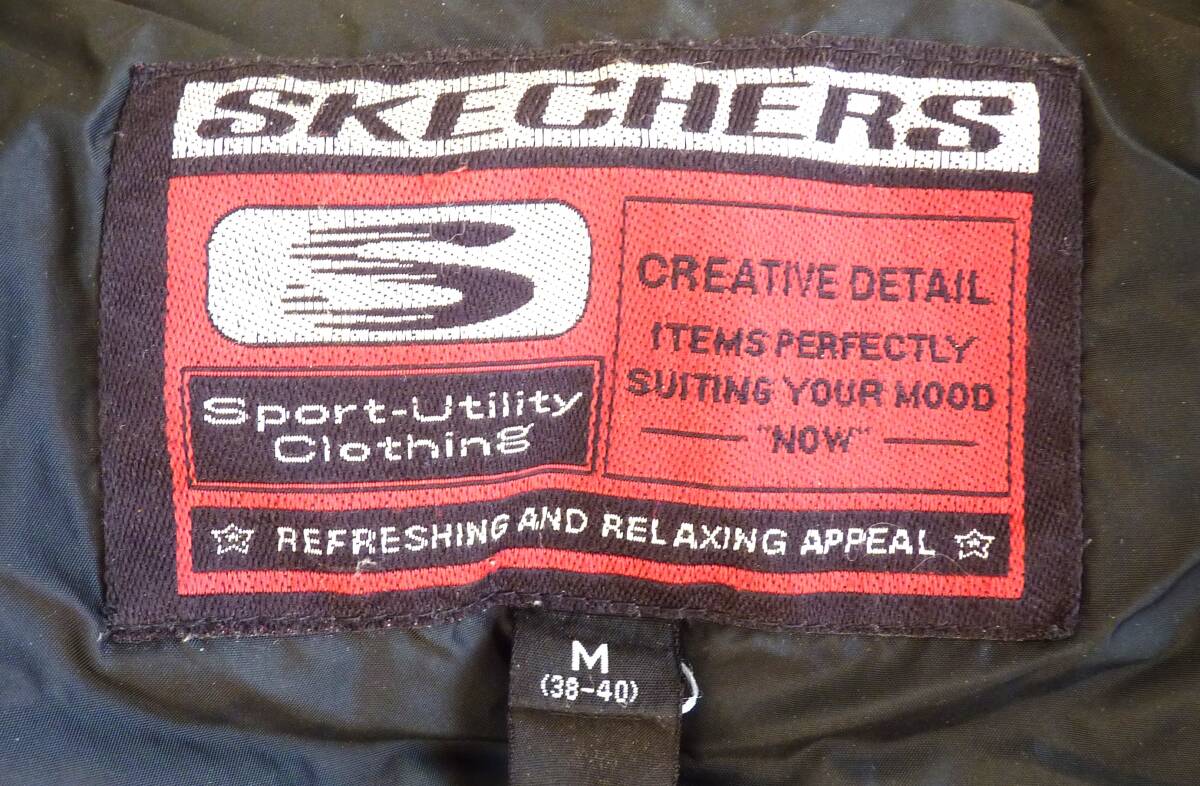 SKECHERS
S
Sport-Utility
Clothing
CREATIVE DETAIL
ITEMS PERFECTLY
SUITING YOUR MOOD
"NOW"
REFRESHING AND RELAXING APPEAL
M
(38-40)